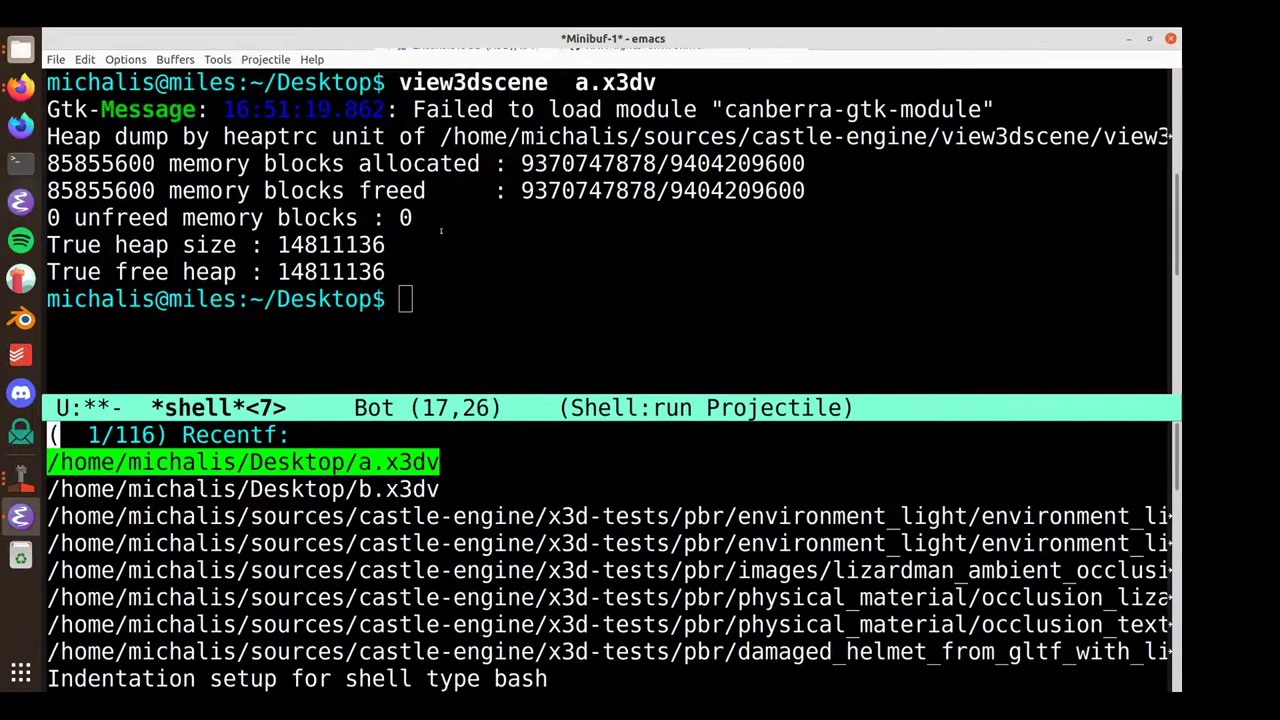 *Minibuf-1* - emacs
File Edit Options Buffers Tools Projectile Help
michalis@miles:~/Desktop$ view3dscene  a.x3dv
Gtk-Message: 16:51:19.862: Failed to load module "canberra-gtk-module"
Heap dump by heaptrc unit of /home/michalis/sources/castle-engine/view3dscene/view3
85855600 memory blocks allocated : 9370747878/9404209600
85855600 memory blocks freed     : 9370747878/9404209600
0 unfreed memory blocks : 0
True heap size : 14811136
True free heap : 14811136
michalis@miles:~/Desktop$
U:**-  *shell*<7>     Bot (17,26)    (Shell:run Projectile)
(  1/116) Recentf:
/home/michalis/Desktop/a.x3dv
/home/michalis/Desktop/b.x3dv
/home/michalis/sources/castle-engine/x3d-tests/pbr/environment_light/environment_li
/home/michalis/sources/castle-engine/x3d-tests/pbr/environment_light/environment_li
/home/michalis/sources/castle-engine/x3d-tests/pbr/images/lizardman_ambient_occlusi
/home/michalis/sources/castle-engine/x3d-tests/pbr/physical_material/occlusion_liza
/home/michalis/sources/castle-engine/x3d-tests/pbr/physical_material/occlusion_text
/home/michalis/sources/castle-engine/x3d-tests/pbr/damaged_helmet_from_gltf_with_li
Indentation setup for shell type bash